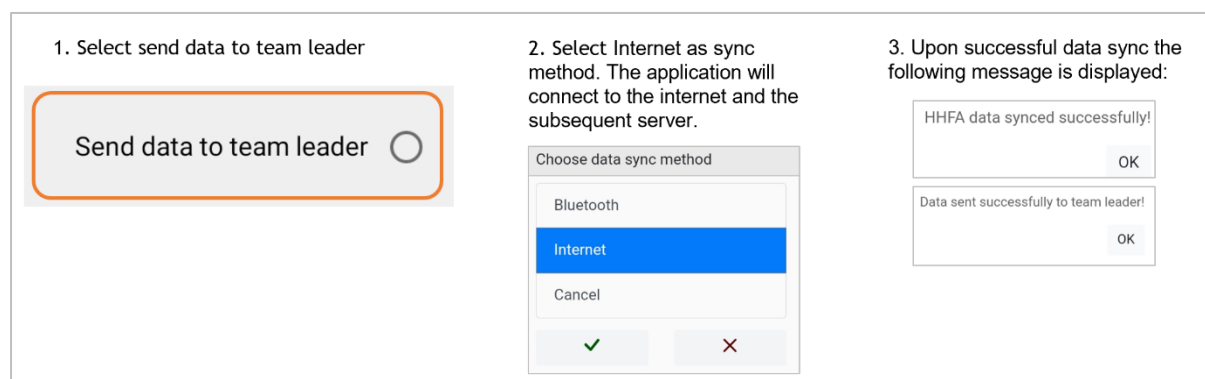 1. Select send data to team leader
Send data to team leader
2. Select Internet as sync
method. The application will
connect to the internet and the
subsequent server.
Choose data sync method
Bluetooth
Internet
Cancel
3. Upon successful data sync the
following message is displayed:
HHFA data synced successfully!
OK
Data sent successfully to team leader!
OK